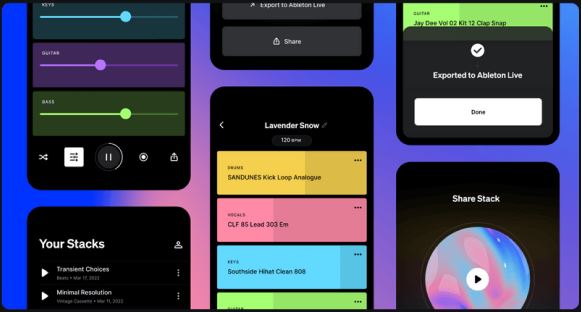 KEYS
GUITAR
BASS
Your Stacks
Transient Choices
Beats • Mar 17, 2022
Minimal Resolution
Vintage Cassette • Mar 11, 2022
Export to Ableton Live
Share
Lavender Snow
120 BPM
DRUMS
SANDUNES Kick Loop Analogue
VOCALS
CLF 85 Lead 303 Em
KEYS
Southside Hihat Clean 808
GUITAR
GUITAR
Jay Dee Vol 02 Kit 12 Clap Snap
Exported to Ableton Live
Done
Share Stack